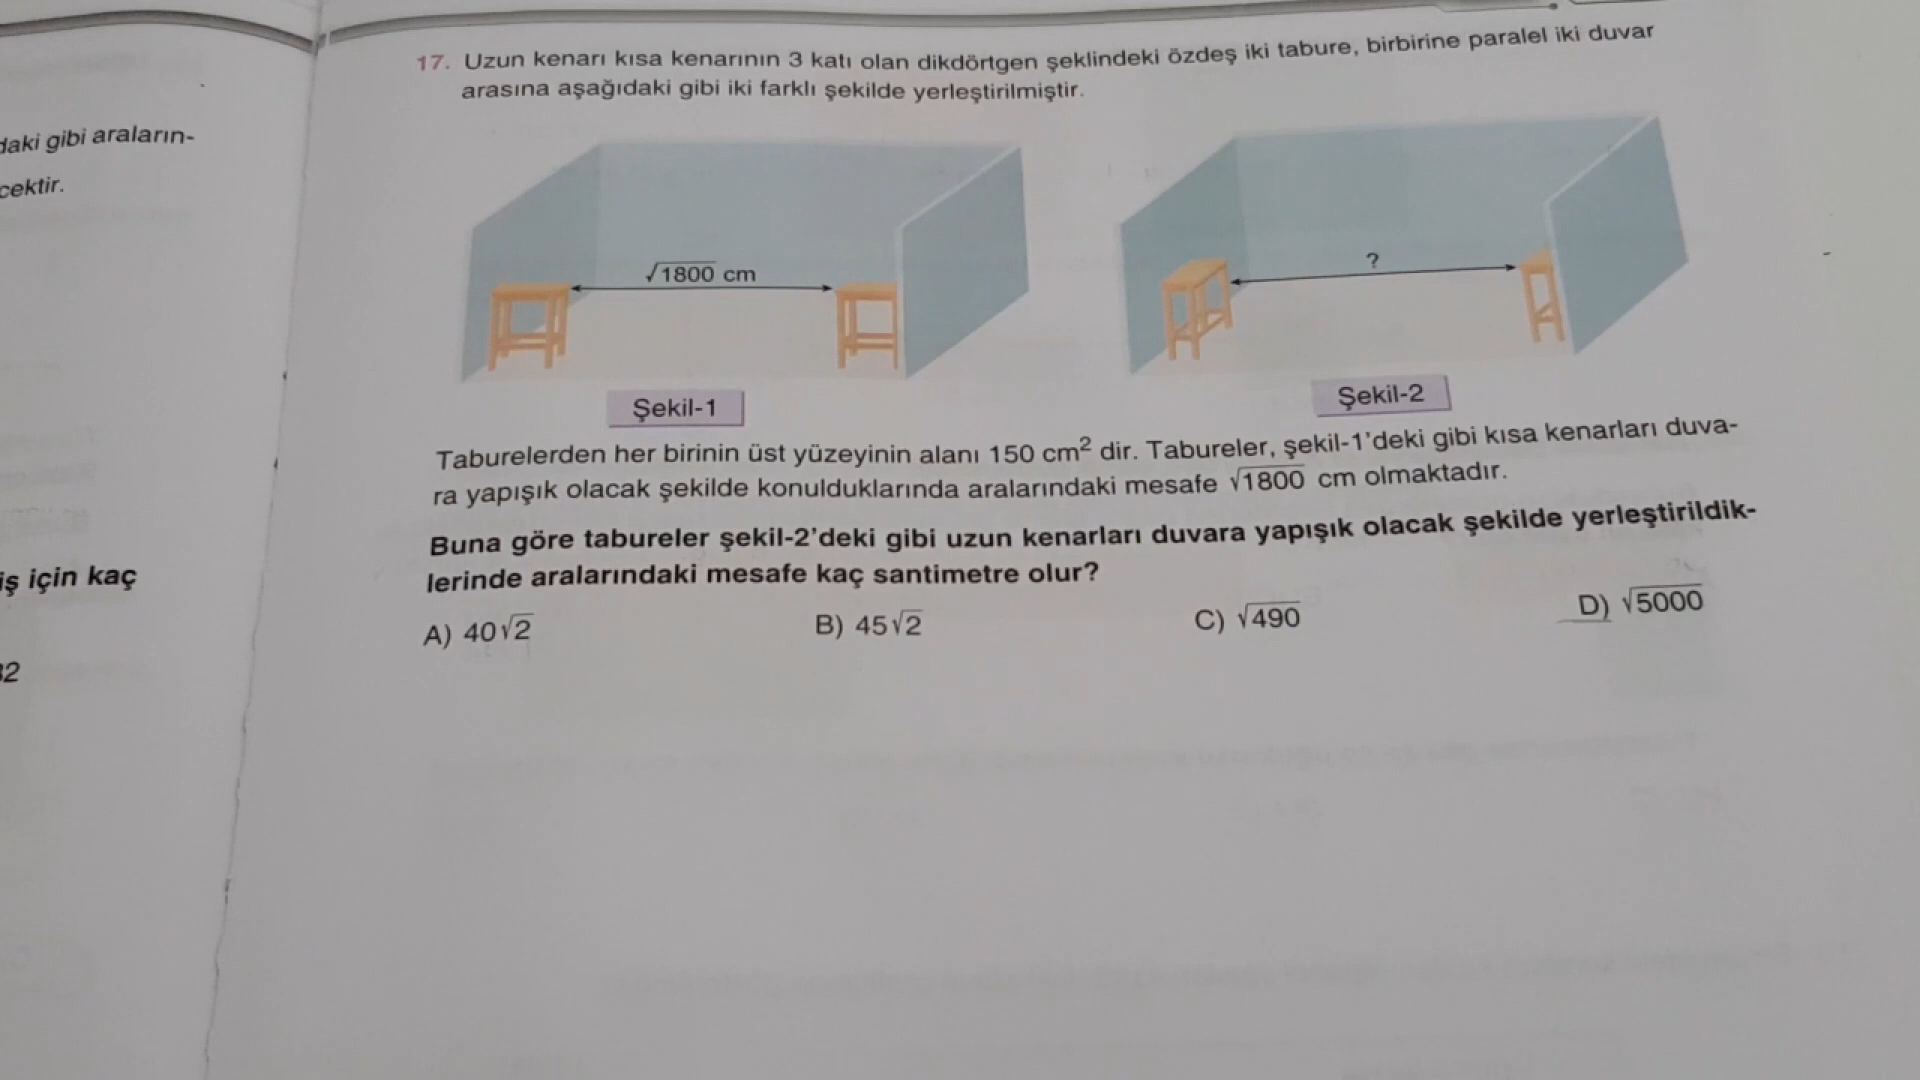 daki gibi araların-
cektir.
iş için kaç
32
17. Uzun kenarı kısa kenarının 3 katı olan dikdörtgen şeklindeki özdeş iki tabure, birbirine paralel iki duvar
arasına aşağıdaki gibi iki farklı şekilde yerleştirilmiştir.
√1800 cm
?
Şekil-1
Şekil-2
Taburelerden her birinin üst yüzeyinin alanı 150 cm² dir. Tabureler, şekil-1'deki gibi kısa kenarları duva-
ra yapışık olacak şekilde konulduklarında aralarındaki mesafe √1800 cm olmaktadır.
Buna göre tabureler şekil-2'deki gibi uzun kenarları duvara yapışık olacak şekilde yerleştirildik-
lerinde aralarındaki mesafe kaç santimetre olur?
A) 40√2
B) 45√2
C) √490
D) √5000